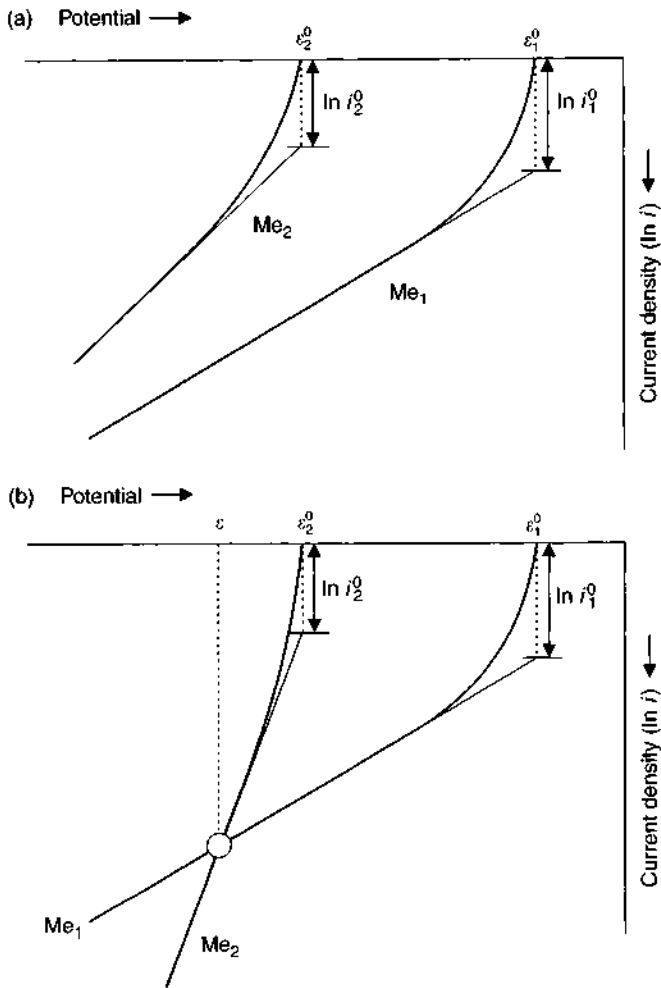 (a) Potential →
ε₂⁰
ε₁⁰
ln i₂⁰
ln i₁⁰
Me₂
Me₁
Current density (ln i) →
(b) Potential →
ε
ε₂⁰
ε₁⁰
ln i₂⁰
ln i₁⁰
Me₁
Me₂
Current density (ln i) →